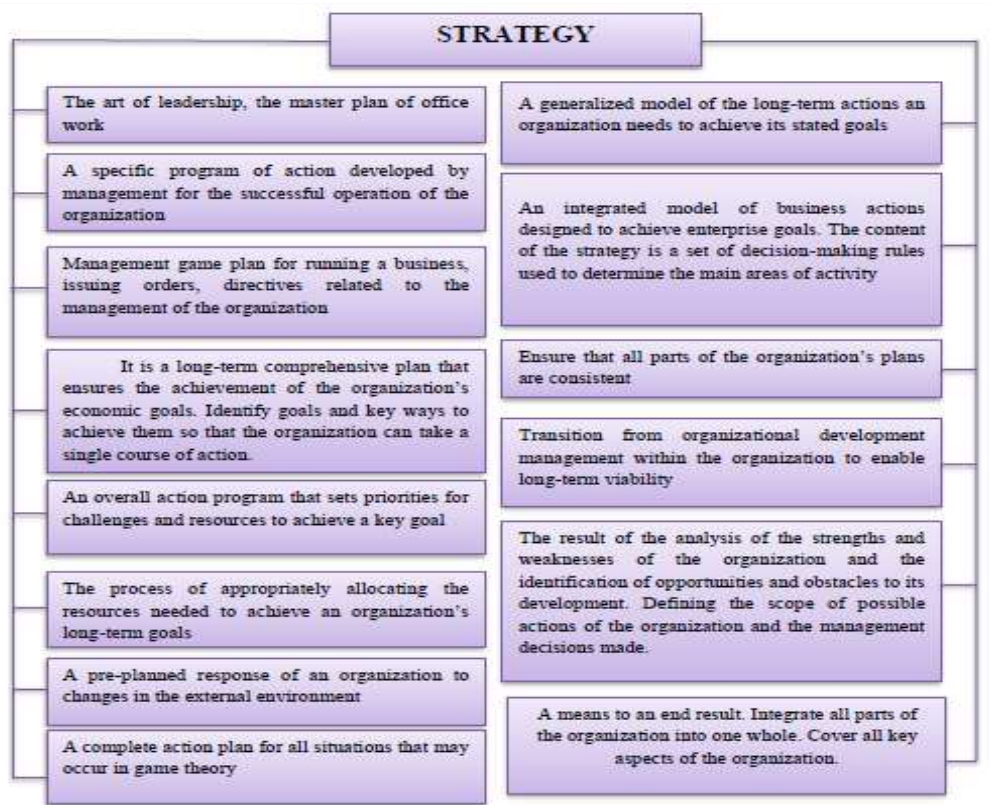 STRATEGY
The art of leadership, the master plan of office
work
A specific program of action developed by
management for the successful operation of the
organization
Management game plan for running a business,
issuing orders, directives related to the
management of the organization
It is a long-term comprehensive plan that
ensures the achievement of the organization's
economic goals. Identify goals and key ways to
achieve them so that the organization can take a
single course of action.
An overall action program that sets priorities for
challenges and resources to achieve a key goal
The process of appropriately allocating the
resources needed to achieve an organization's
long-term goals
A pre-planned response of an organization to
changes in the external environment
A complete action plan for all situations that may
occur in game theory
A generalized model of the long-term actions an
organization needs to achieve its stated goals
An integrated model of business actions
designed to achieve enterprise goals. The content
of the strategy is a set of decision-making rules
used to determine the main areas of activity
Ensure that all parts of the organization's plans
are consistent
Transition from organizational development
management within the organization to enable
long-term viability
The result of the analysis of the strengths and
weaknesses of the organization and the
identification of opportunities and obstacles to its
development. Defining the scope of possible
actions of the organization and the management
decisions made.
A means to an end result. Integrate all parts of
the organization into one whole. Cover all key
aspects of the organization.